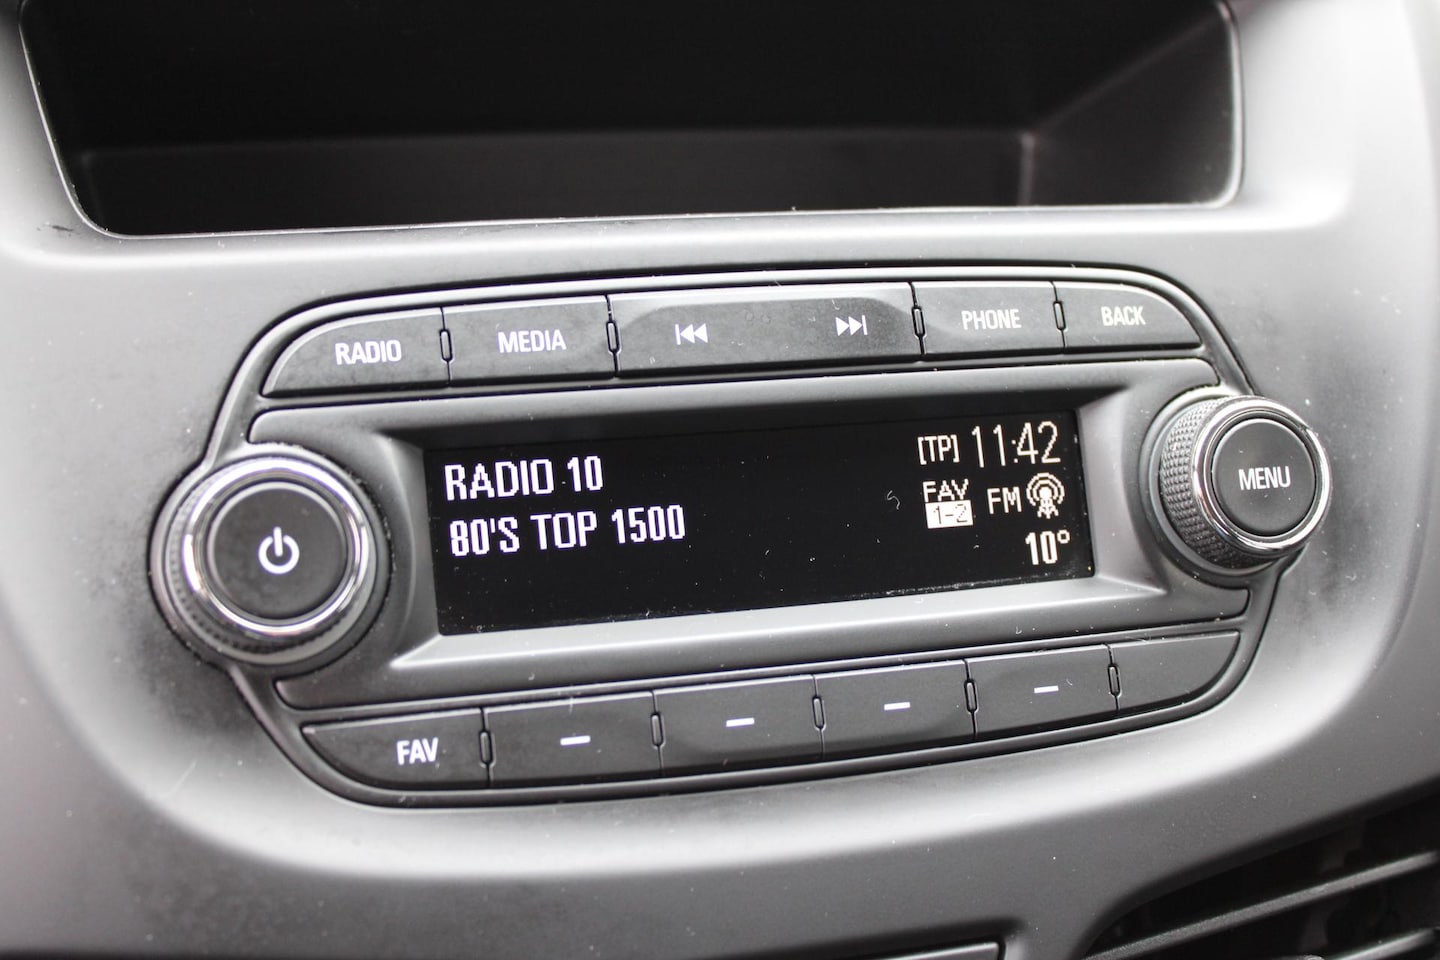 RADIO MEDIA PHONE BACK
RADIO 10
80'S TOP 1500
[TP] 11:42
FAV
1-2
FM
10°
MENU
FAV